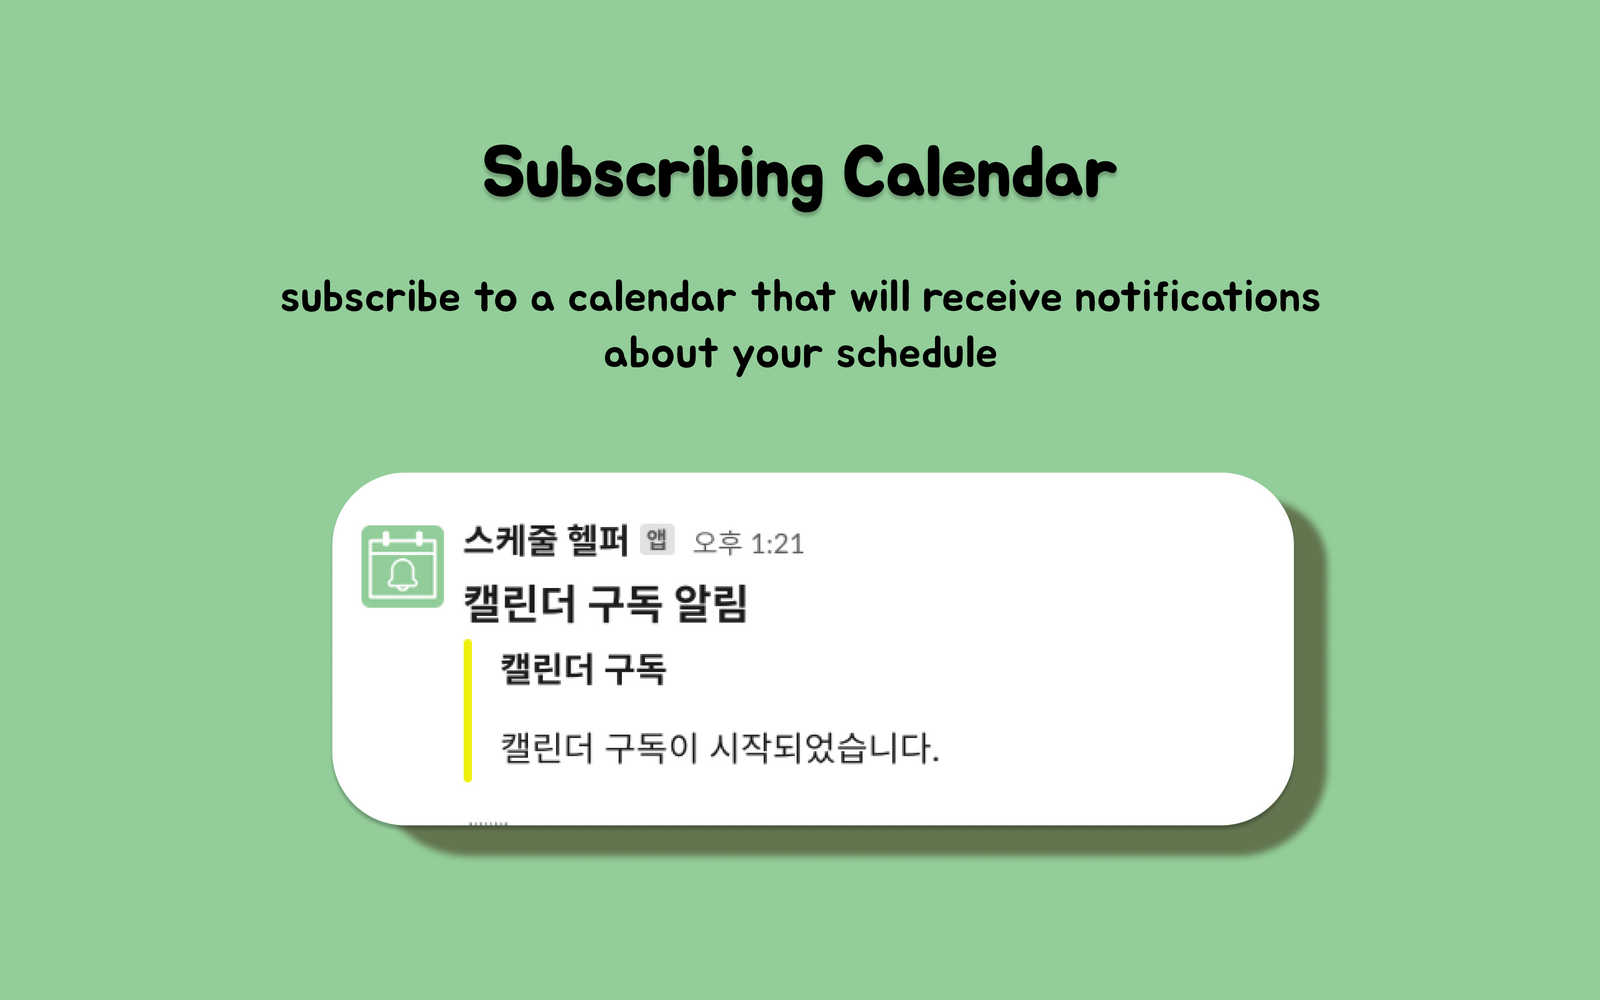 Subscribing Calendar
subscribe to a calendar that will receive notifications
about your schedule
스케줄 헬퍼 앱 오후 1:21
캘린더 구독 알림
캘린더 구독
캘린더 구독이 시작되었습니다.